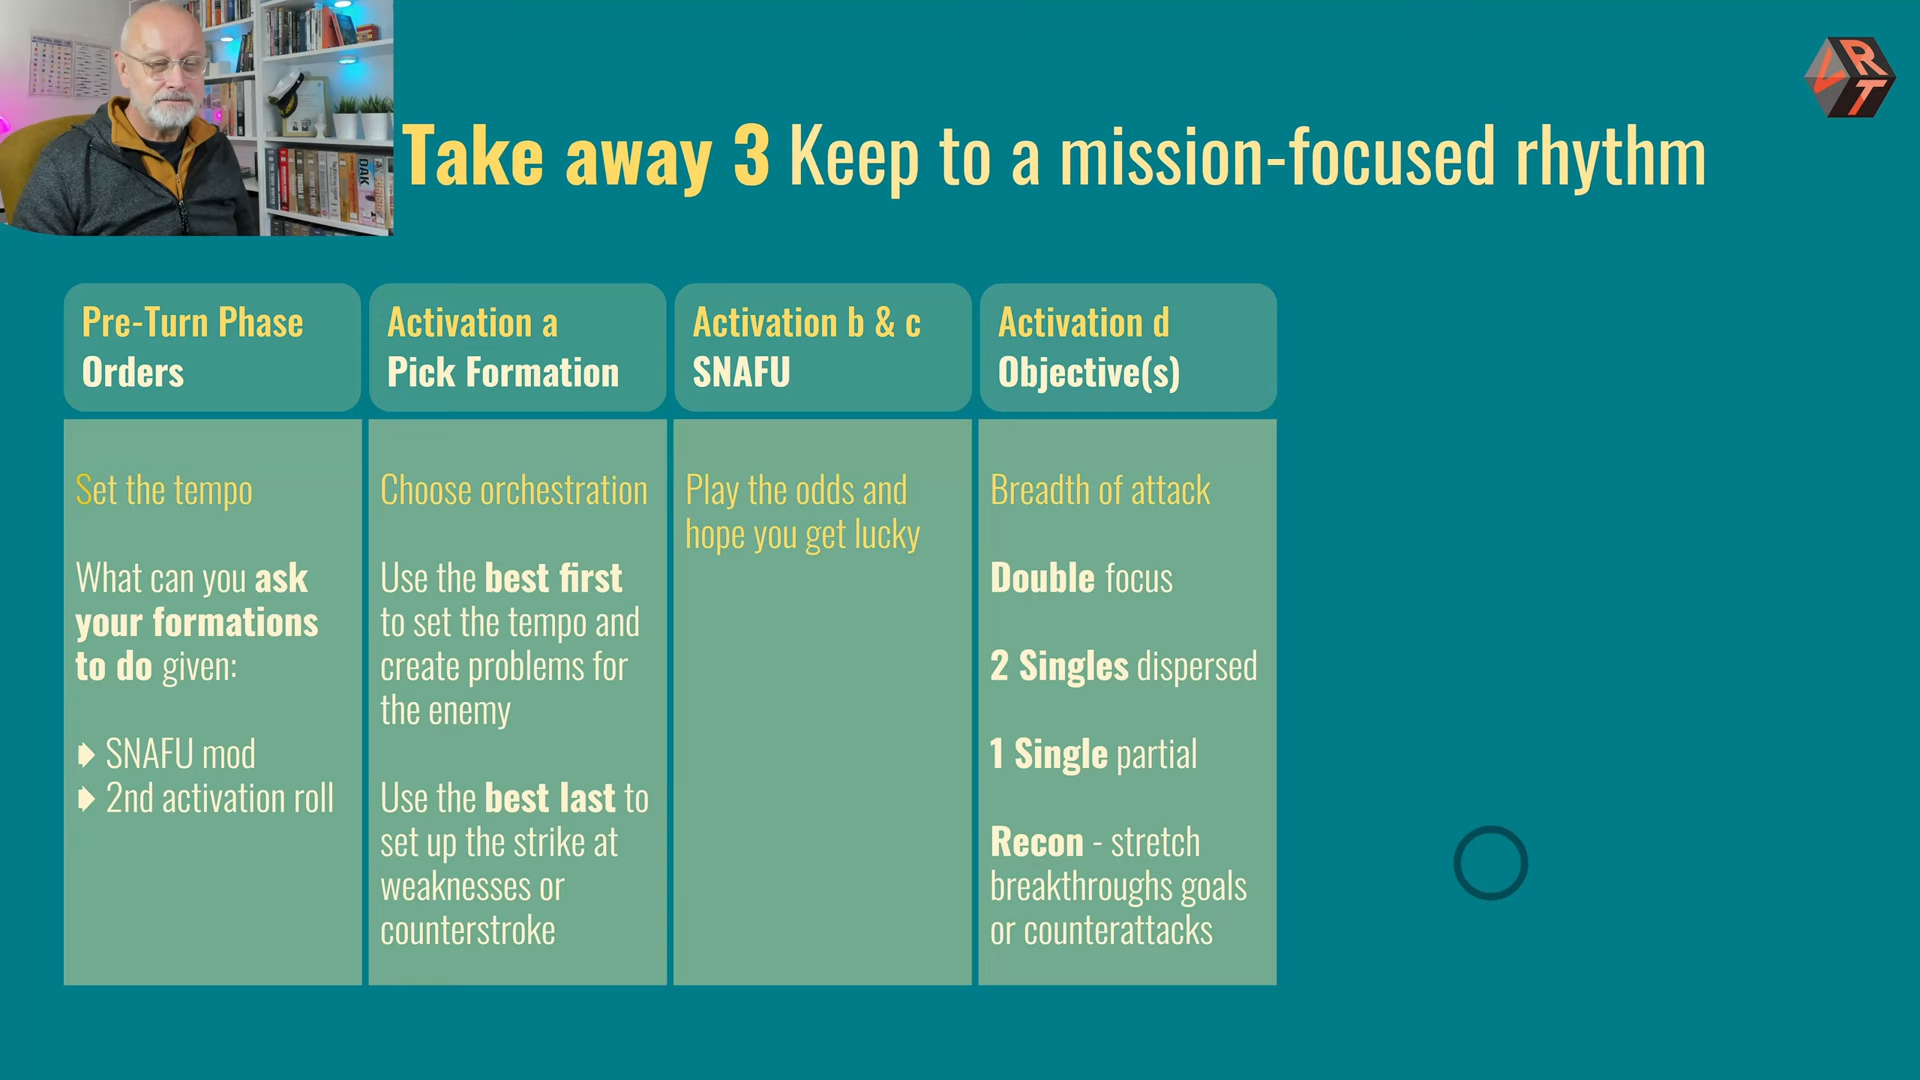 Take away 3 Keep to a mission-focused rhythm
Pre-Turn Phase
Orders
Set the tempo
What can you ask
your formations
to do given:
SNAFU mod
2nd activation roll
Activation a
Pick Formation
Choose orchestration
Use the best first
to set the tempo and
create problems for
the enemy
Use the best last to
set up the strike at
weaknesses or
counterstroke
Activation b & c
SNAFU
Play the odds and
hope you get lucky
Activation d
Objective(s)
Breadth of attack
Double focus
2 Singles dispersed
1 Single partial
Recon - stretch
breakthroughs goals
or counterattacks